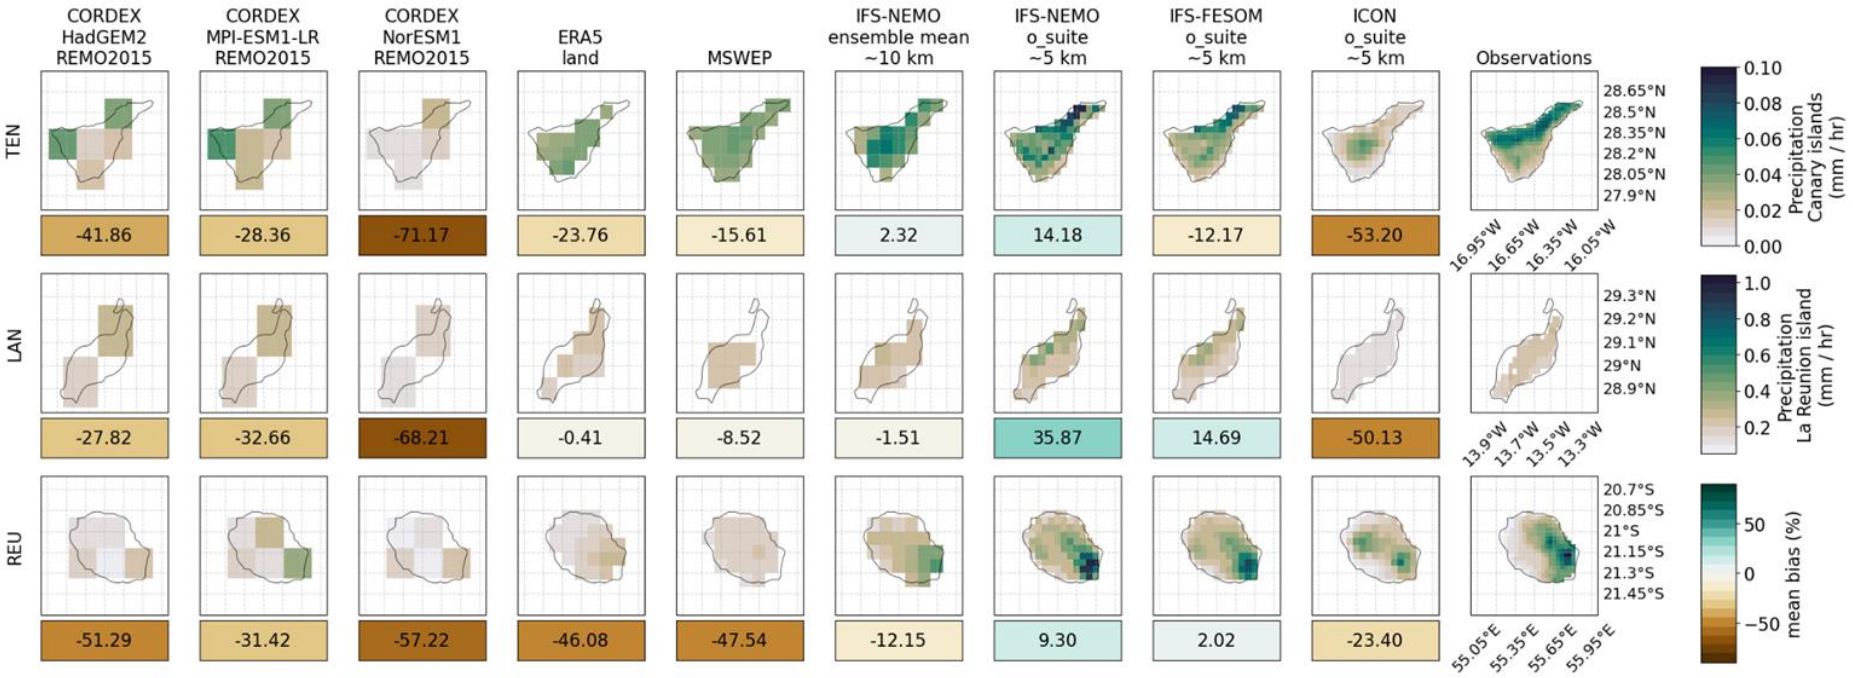 CORDEX
HadGEM2
REMO2015
CORDEX
MPI-ESM1-LR
REMO2015
CORDEX
NorESM1
REMO2015
ERA5
land
MSWEP
IFS-NEMO
ensemble mean
~10 km
IFS-NEMO
o_suite
~5 km
IFS-FESOM
o_suite
~5 km
ICON
o_suite
~5 km
Observations
TEN
28.65°N
28.5°N
28.35°N
28.2°N
28.05°N
27.9°N
16.95°W
16.65°W
16.35°W
16.05°W
-41.86
-28.36
-71.17
-23.76
-15.61
2.32
14.18
-12.17
-53.20
LAN
29.3°N
29.2°N
29.1°N
29°N
28.9°N
13.9°W
13.7°W
13.5°W
13.3°W
-27.82
-32.66
-68.21
-0.41
-8.52
-1.51
35.87
14.69
-50.13
REU
20.7°S
20.85°S
21°S
21.15°S
21.3°S
21.45°S
55.05°E
55.35°E
55.65°E
55.95°E
-51.29
-31.42
-57.22
-46.08
-47.54
-12.15
9.30
2.02
-23.40
0.10
0.08
0.06
0.04
0.02
0.00
Precipitation
Canary islands
(mm / hr)
1.0
0.8
0.6
0.4
0.2
Precipitation
La Reunion island
(mm / hr)
50
0
−50
mean bias (%)